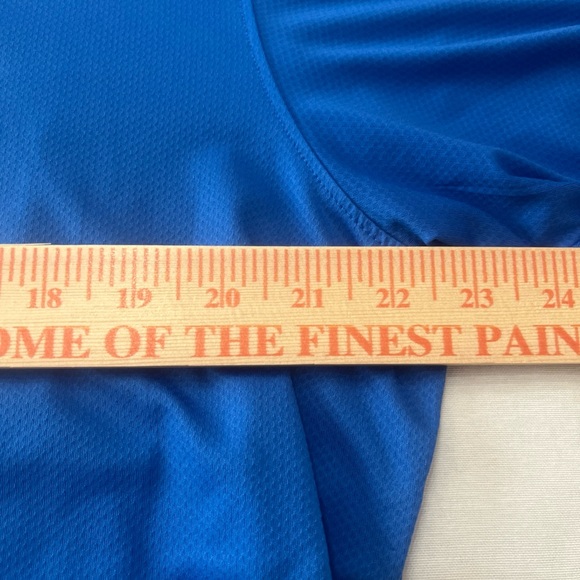 18 19 20 21 22 23 24
OME OF THE FINEST PAIN